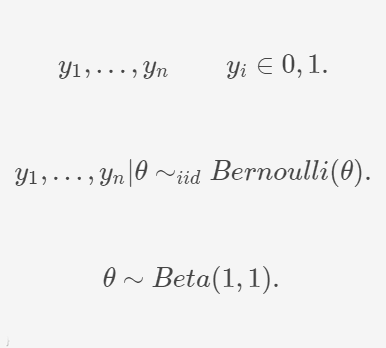 y₁, . . . , yₙ yᵢ ∈ 0, 1.
y₁, . . . , yₙ|θ ∼ᵢᵢd Bernoulli(θ).
θ ∼ Beta(1, 1).